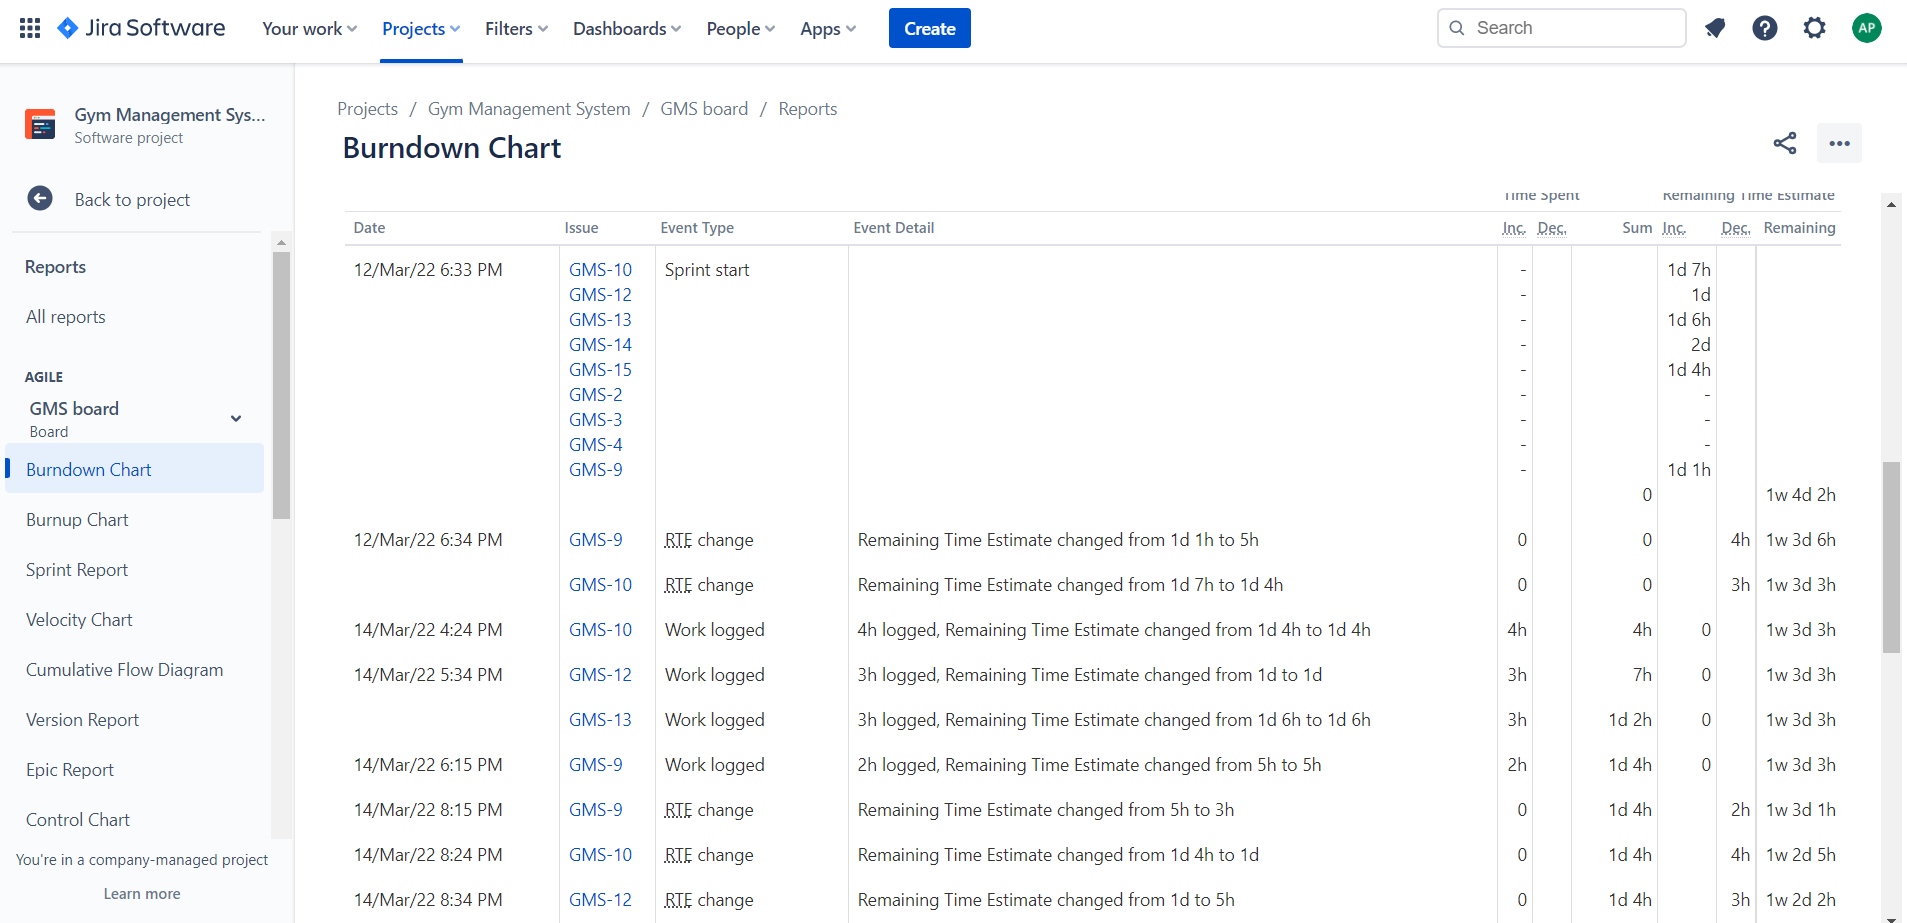 Jira Software Your work Projects Filters Dashboards People Apps Create Search AP
Gym Management Sys...
Software project
Back to project
Reports
All reports
AGILE
GMS board
Board
Burndown Chart
Burnup Chart
Sprint Report
Velocity Chart
Cumulative Flow Diagram
Version Report
Epic Report
Control Chart
You're in a company-managed project
Learn more
Projects / Gym Management System / GMS board / Reports
Burndown Chart
Time Spent Remaining Time Estimate
Date Issue Event Type Event Detail Inc. Dec. Sum Inc. Dec. Remaining
12/Mar/22 6:33 PM GMS-10 Sprint start - 1d 7h
GMS-12 - 1d
GMS-13 - 1d 6h
GMS-14 - 2d
GMS-15 - 1d 4h
GMS-2 - -
GMS-3 - -
GMS-4 - -
GMS-9 - 1d 1h
0 1w 4d 2h
12/Mar/22 6:34 PM GMS-9 RTE change Remaining Time Estimate changed from 1d 1h to 5h 0 0 4h 1w 3d 6h
GMS-10 RTE change Remaining Time Estimate changed from 1d 7h to 1d 4h 0 0 3h 1w 3d 3h
14/Mar/22 4:24 PM GMS-10 Work logged 4h logged, Remaining Time Estimate changed from 1d 4h to 1d 4h 4h 4h 0 1w 3d 3h
14/Mar/22 5:34 PM GMS-12 Work logged 3h logged, Remaining Time Estimate changed from 1d to 1d 3h 7h 0 1w 3d 3h
GMS-13 Work logged 3h logged, Remaining Time Estimate changed from 1d 6h to 1d 6h 3h 1d 2h 0 1w 3d 3h
14/Mar/22 6:15 PM GMS-9 Work logged 2h logged, Remaining Time Estimate changed from 5h to 5h 2h 1d 4h 0 1w 3d 3h
14/Mar/22 8:15 PM GMS-9 RTE change Remaining Time Estimate changed from 5h to 3h 0 1d 4h 2h 1w 3d 1h
14/Mar/22 8:24 PM GMS-10 RTE change Remaining Time Estimate changed from 1d 4h to 1d 0 1d 4h 4h 1w 2d 5h
14/Mar/22 8:34 PM GMS-12 RTE change Remaining Time Estimate changed from 1d to 5h 0 1d 4h 3h 1w 2d 2h